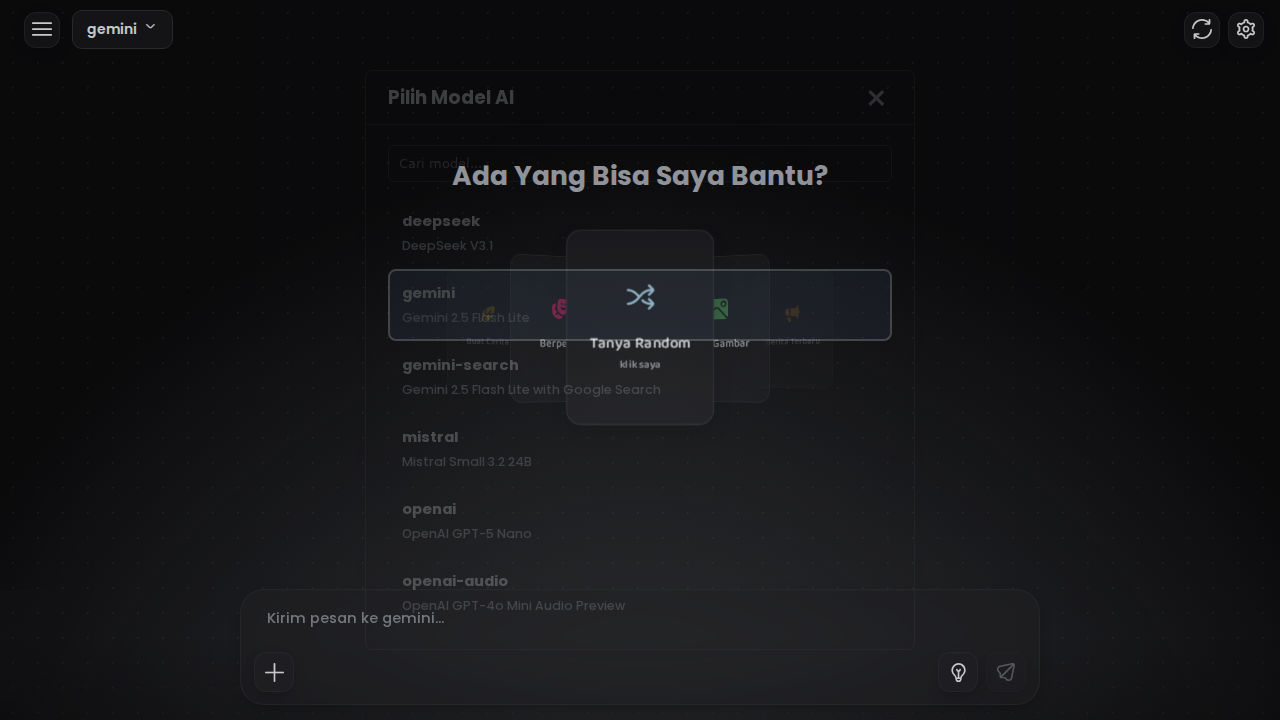 gemini
Pilih Model AI
Cari model...
Ada Yang Bisa Saya Bantu?
deepseek
DeepSeek V3.1
gemini
Gemini 2.5 Flash Lite
Buat Cerita
Berpe
Tanya Random
klik saya
Gambar
Berita Terbaru
gemini-search
Gemini 2.5 Flash Lite with Google Search
mistral
Mistral Small 3.2 24B
openai
OpenAI GPT-5 Nano
openai-audio
OpenAI GPT-4o Mini Audio Preview
Kirim pesan ke gemini...